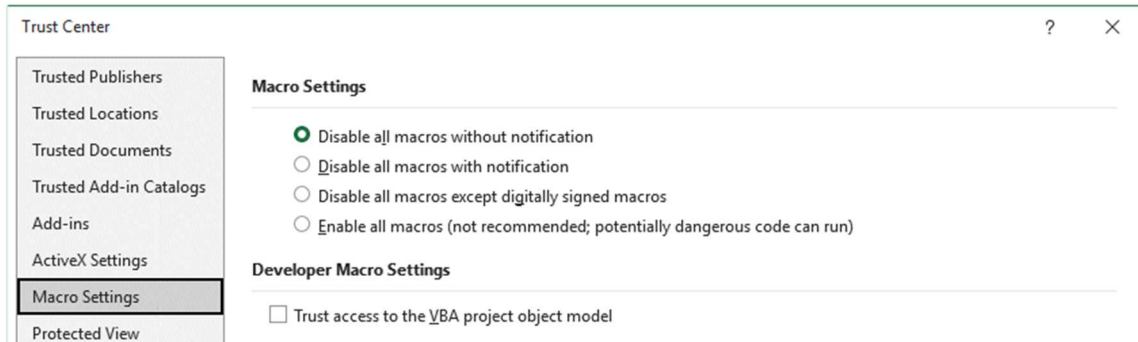 Trust Center
?
Trusted Publishers
Trusted Locations
Trusted Documents
Trusted Add-in Catalogs
Add-ins
ActiveX Settings
Macro Settings
Protected View
Macro Settings
Disable all macros without notification
Disable all macros with notification
Disable all macros except digitally signed macros
Enable all macros (not recommended; potentially dangerous code can run)
Developer Macro Settings
Trust access to the VBA project object model